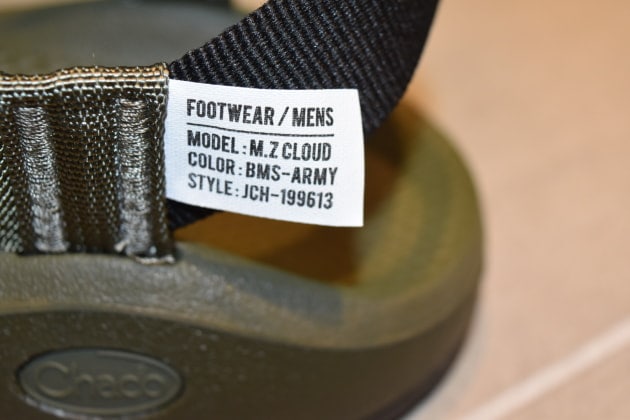 FOOTWEAR / MENS
MODEL : M.Z CLOUD
COLOR : BMS-ARMY
STYLE : JCH-199613
Chaco